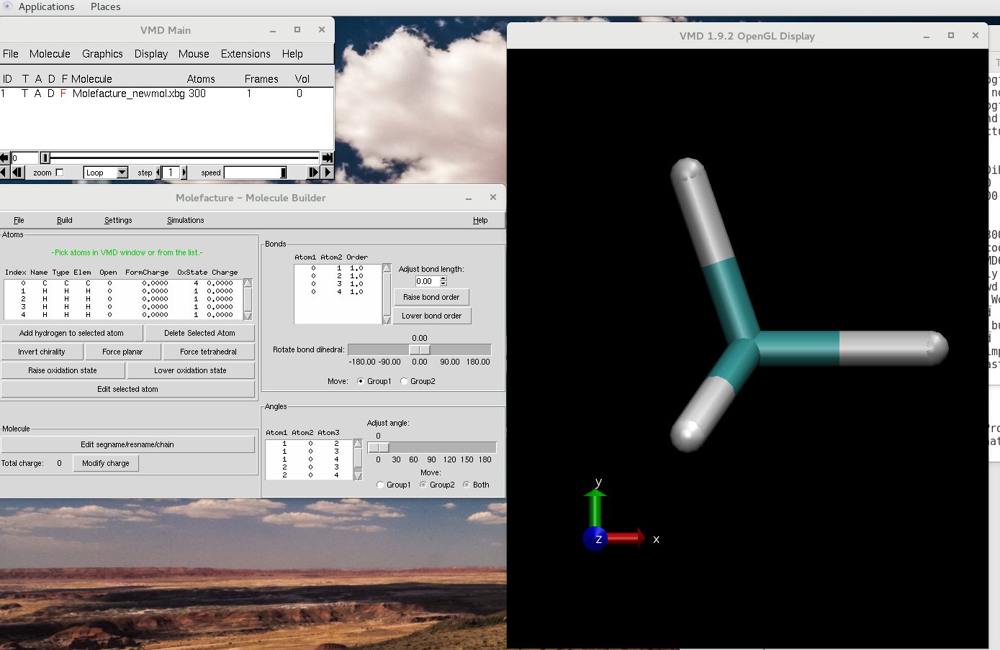 Applications Places
VMD Main
File Molecule Graphics Display Mouse Extensions Help
ID T A D F Molecule Atoms Frames Vol
1 T A D F Molefacture_newmol.xbg 300 1 0
0
zoom Loop step 1 speed
Molefacture - Molecule Builder
File Build Settings Simulations Help
Atoms
-Pick atoms in VMD window or from the list.-
Index Name Type Elem Open FormCharge OxState Charge
0 C C C 0 0.0000 4 0.0000
1 H H H 0 0.0000 1 0.0000
2 H H H 0 0.0000 1 0.0000
3 H H H 0 0.0000 1 0.0000
4 H H H 0 0.0000 1 0.0000
Add hydrogen to selected atom Delete Selected Atom
Invert chirality Force planar Force tetrahedral
Raise oxidation state Lower oxidation state
Edit selected atom
Molecule
Edit segname/resname/chain
Total charge: 0 Modify charge
Bonds
Atom1 Atom2 Order
0 1 1.0
0 2 1.0
0 3 1.0
0 4 1.0
Adjust bond length:
0.00
Raise bond order
Lower bond order
0.00
Rotate bond dihedral:
-180.00 -90.00 0.00 90.00 180.00
Move: Group1 Group2
Angles
Atom1 Atom2 Atom3
1 0 2
1 0 3
1 0 4
2 0 3
2 0 4
Adjust angle:
0
0 30 60 90 120 150 180
Move:
Group1 Group2 Both
VMD 1.9.2 OpenGL Display
y
z x